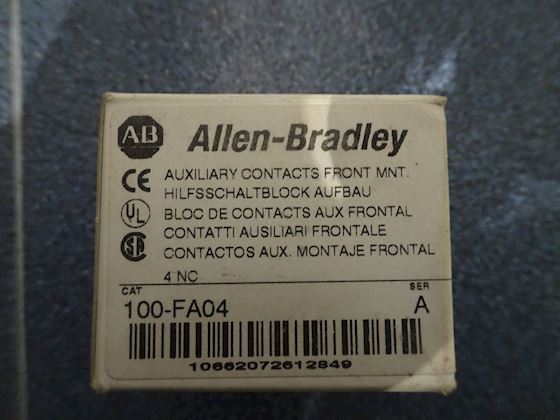 AB Allen-Bradley
CE AUXILIARY CONTACTS FRONT MNT.
HILFSSCHALTBLOCK AUFBAU
UL BLOC DE CONTACTS AUX FRONTAL
CONTATTI AUSILIARI FRONTALE
CONTACTOS AUX. MONTAJE FRONTAL
4 NC
CAT SER
100-FA04 A
10662072612849